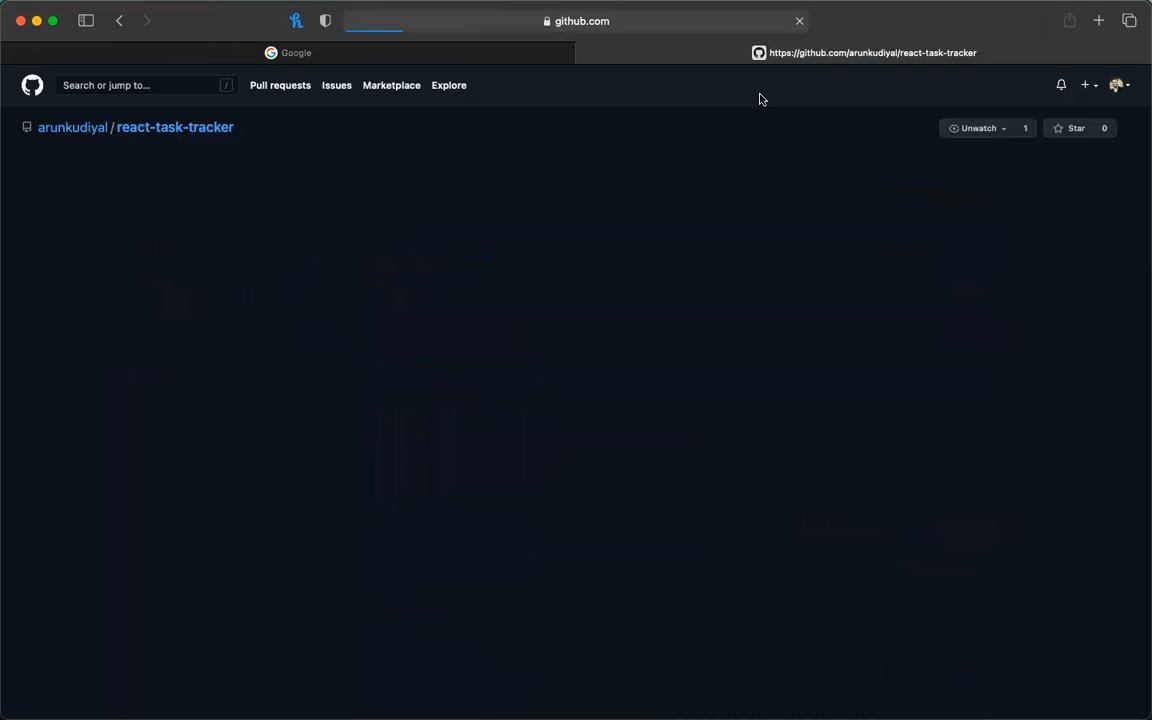 github.com
Google
https://github.com/arunkudiyal/react-task-tracker
Search or jump to... /
Pull requests Issues Marketplace Explore
arunkudiyal / react-task-tracker
Unwatch 1 Star 0